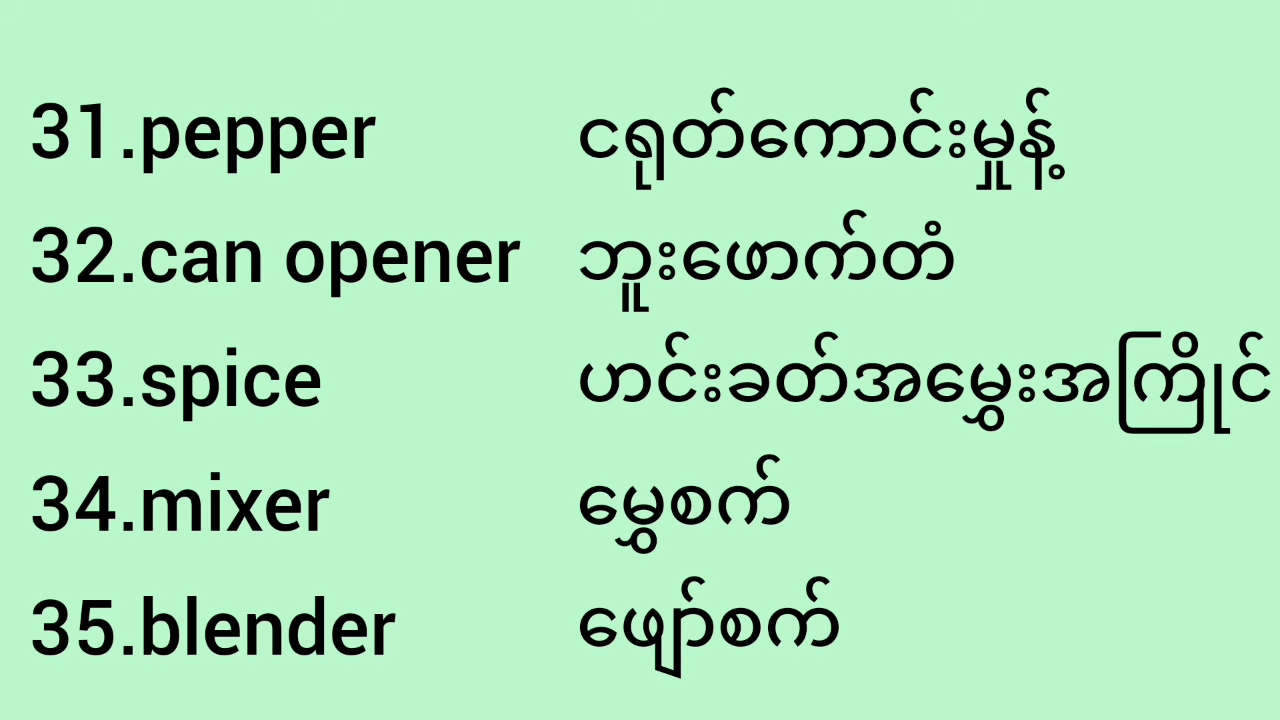 31.pepper ငရုတ်ကောင်းမှုန့်
32.can opener ဘူးဖောက်တံ
33.spice ဟင်းခတ်အမွှေးအကြိုင်
34.mixer မွှေစက်
35.blender ဖျော်စက်